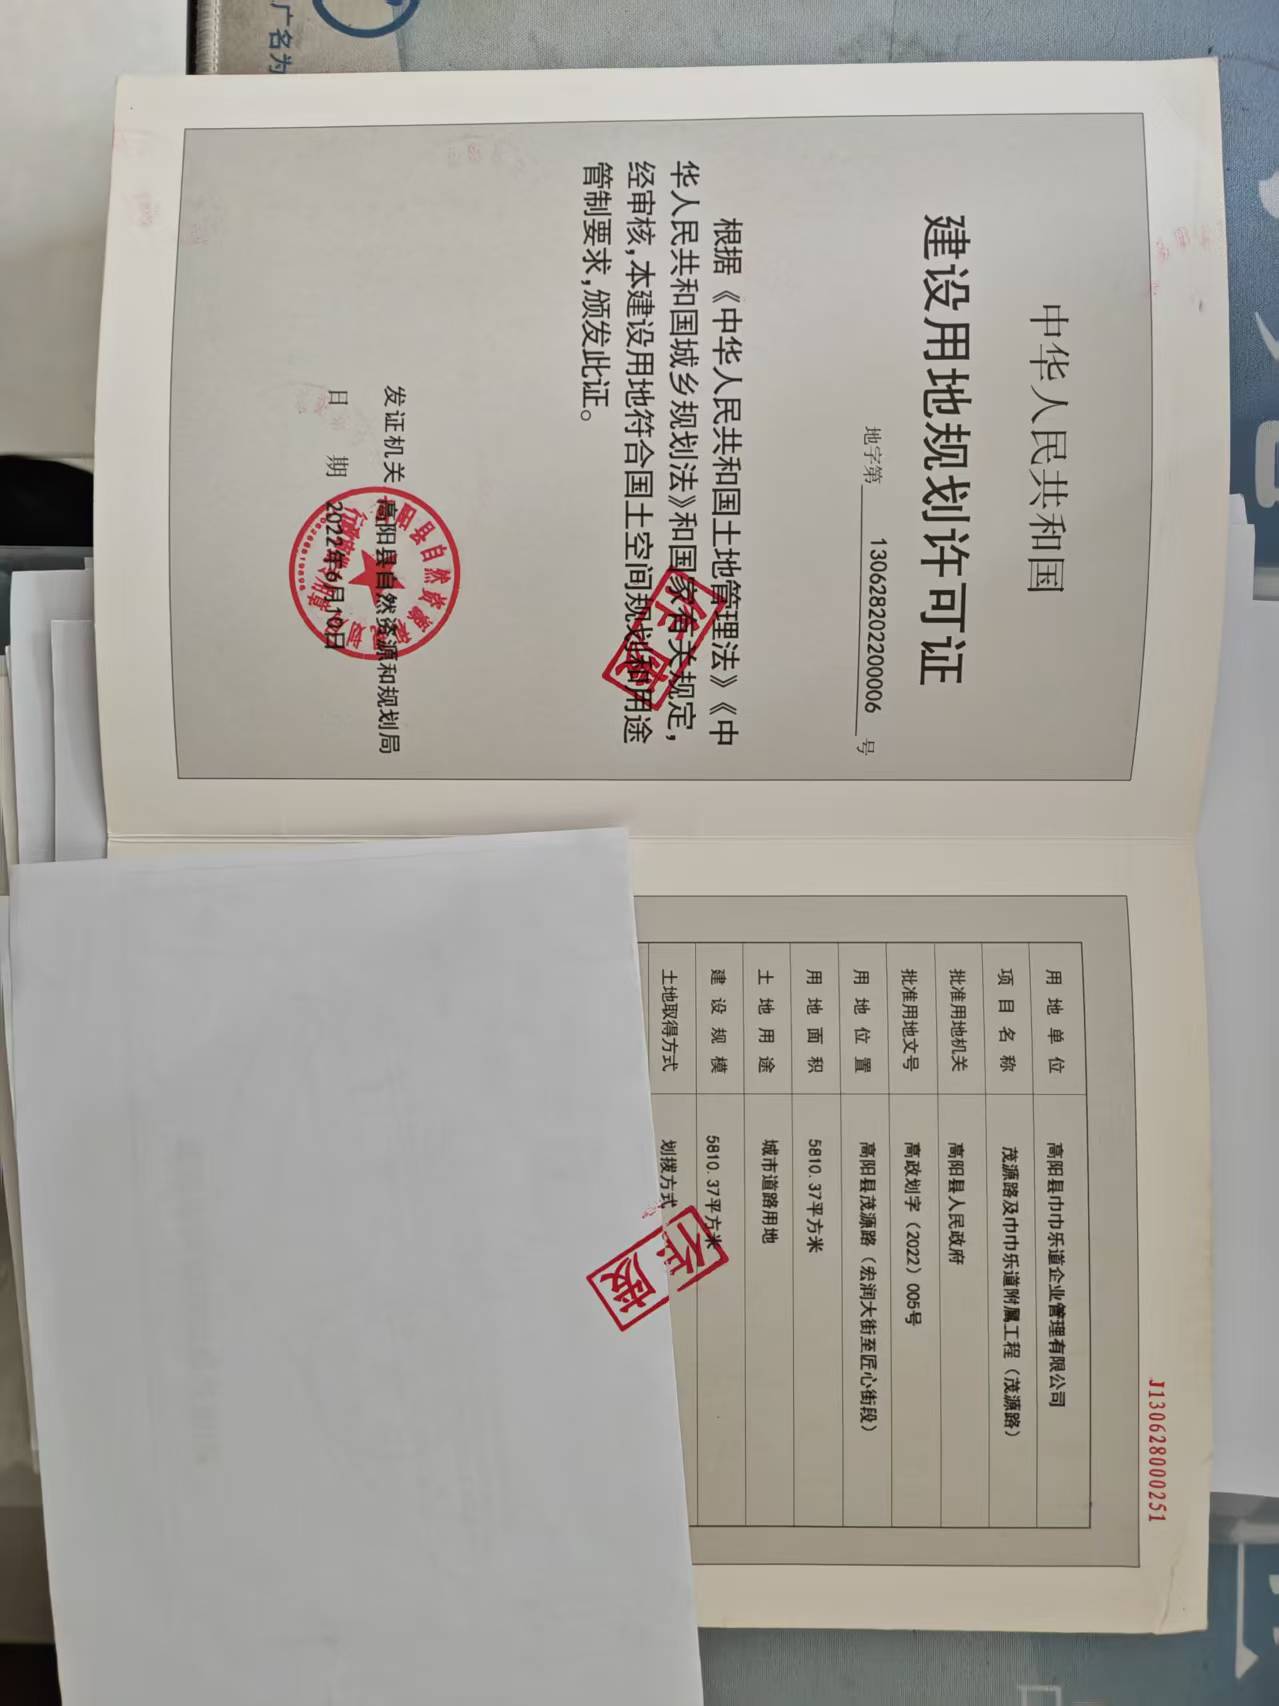 中华人民共和国
建设用地规划许可证
地字第 130628202200006 号
根据《中华人民共和国土地管理法》《中
华人民共和国城乡规划法》和国家有关规定，
经审核，本建设用地符合国土空间规划和用途
管制要求，颁发此证。
发证机关 高阳县自然资源和规划局
日 期 2022年6月10日
J130628000251
用地单位 高阳县巾巾乐道企业管理有限公司
项目名称 茂源路及巾巾乐道附属工程（茂源路）
批准用地机关 高阳县人民政府
批准用地文号 高政划字（2022）005号
用地位置 高阳县茂源路（宏润大街至匠心街段）
用地面积 5810.37平方米
土地用途 城市道路用地
建设规模 5810.37平方米
土地取得方式 划拨方式
广名为